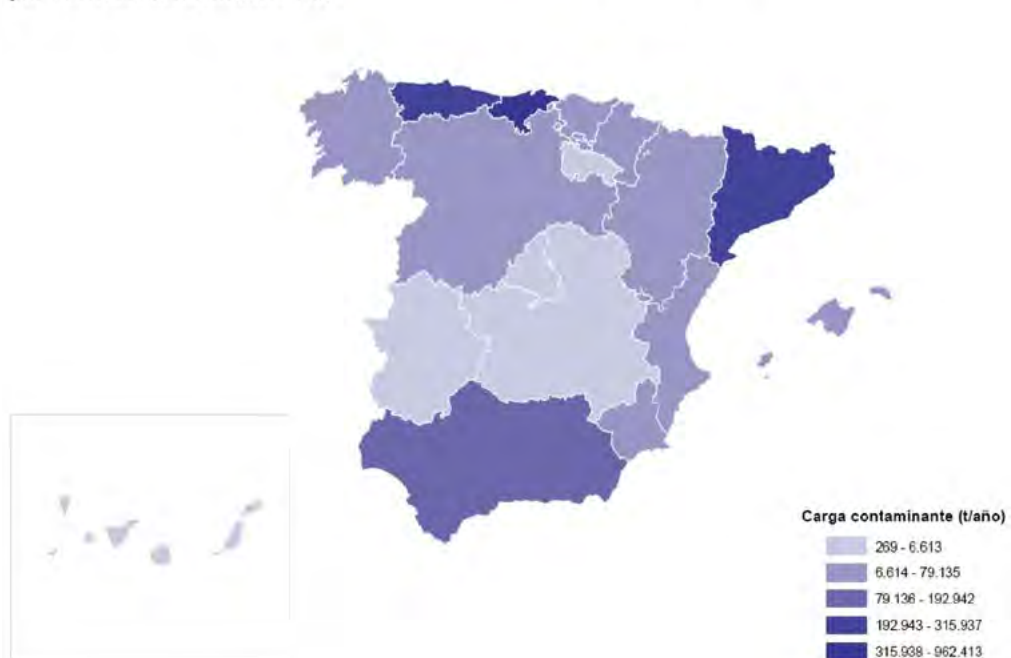 Carga contaminante (t/año)
269 - 6.613
6.614 - 79.135
79.136 - 192.942
192.943 - 315.937
315.938 - 962.413